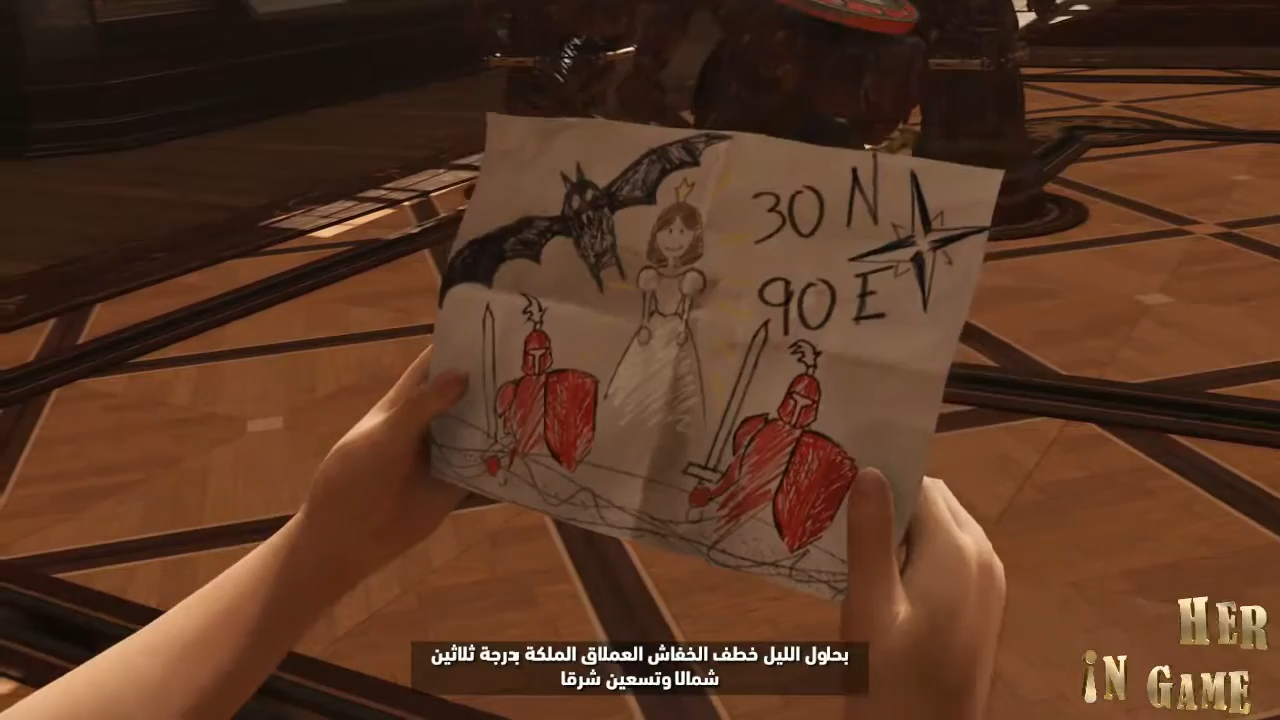 30 N
90 E
بحلول الليل خطف الخفاش العملاق الملكة بدرجة ثلاثين
شمالا وتسعين شرقا
HER
iN GAME